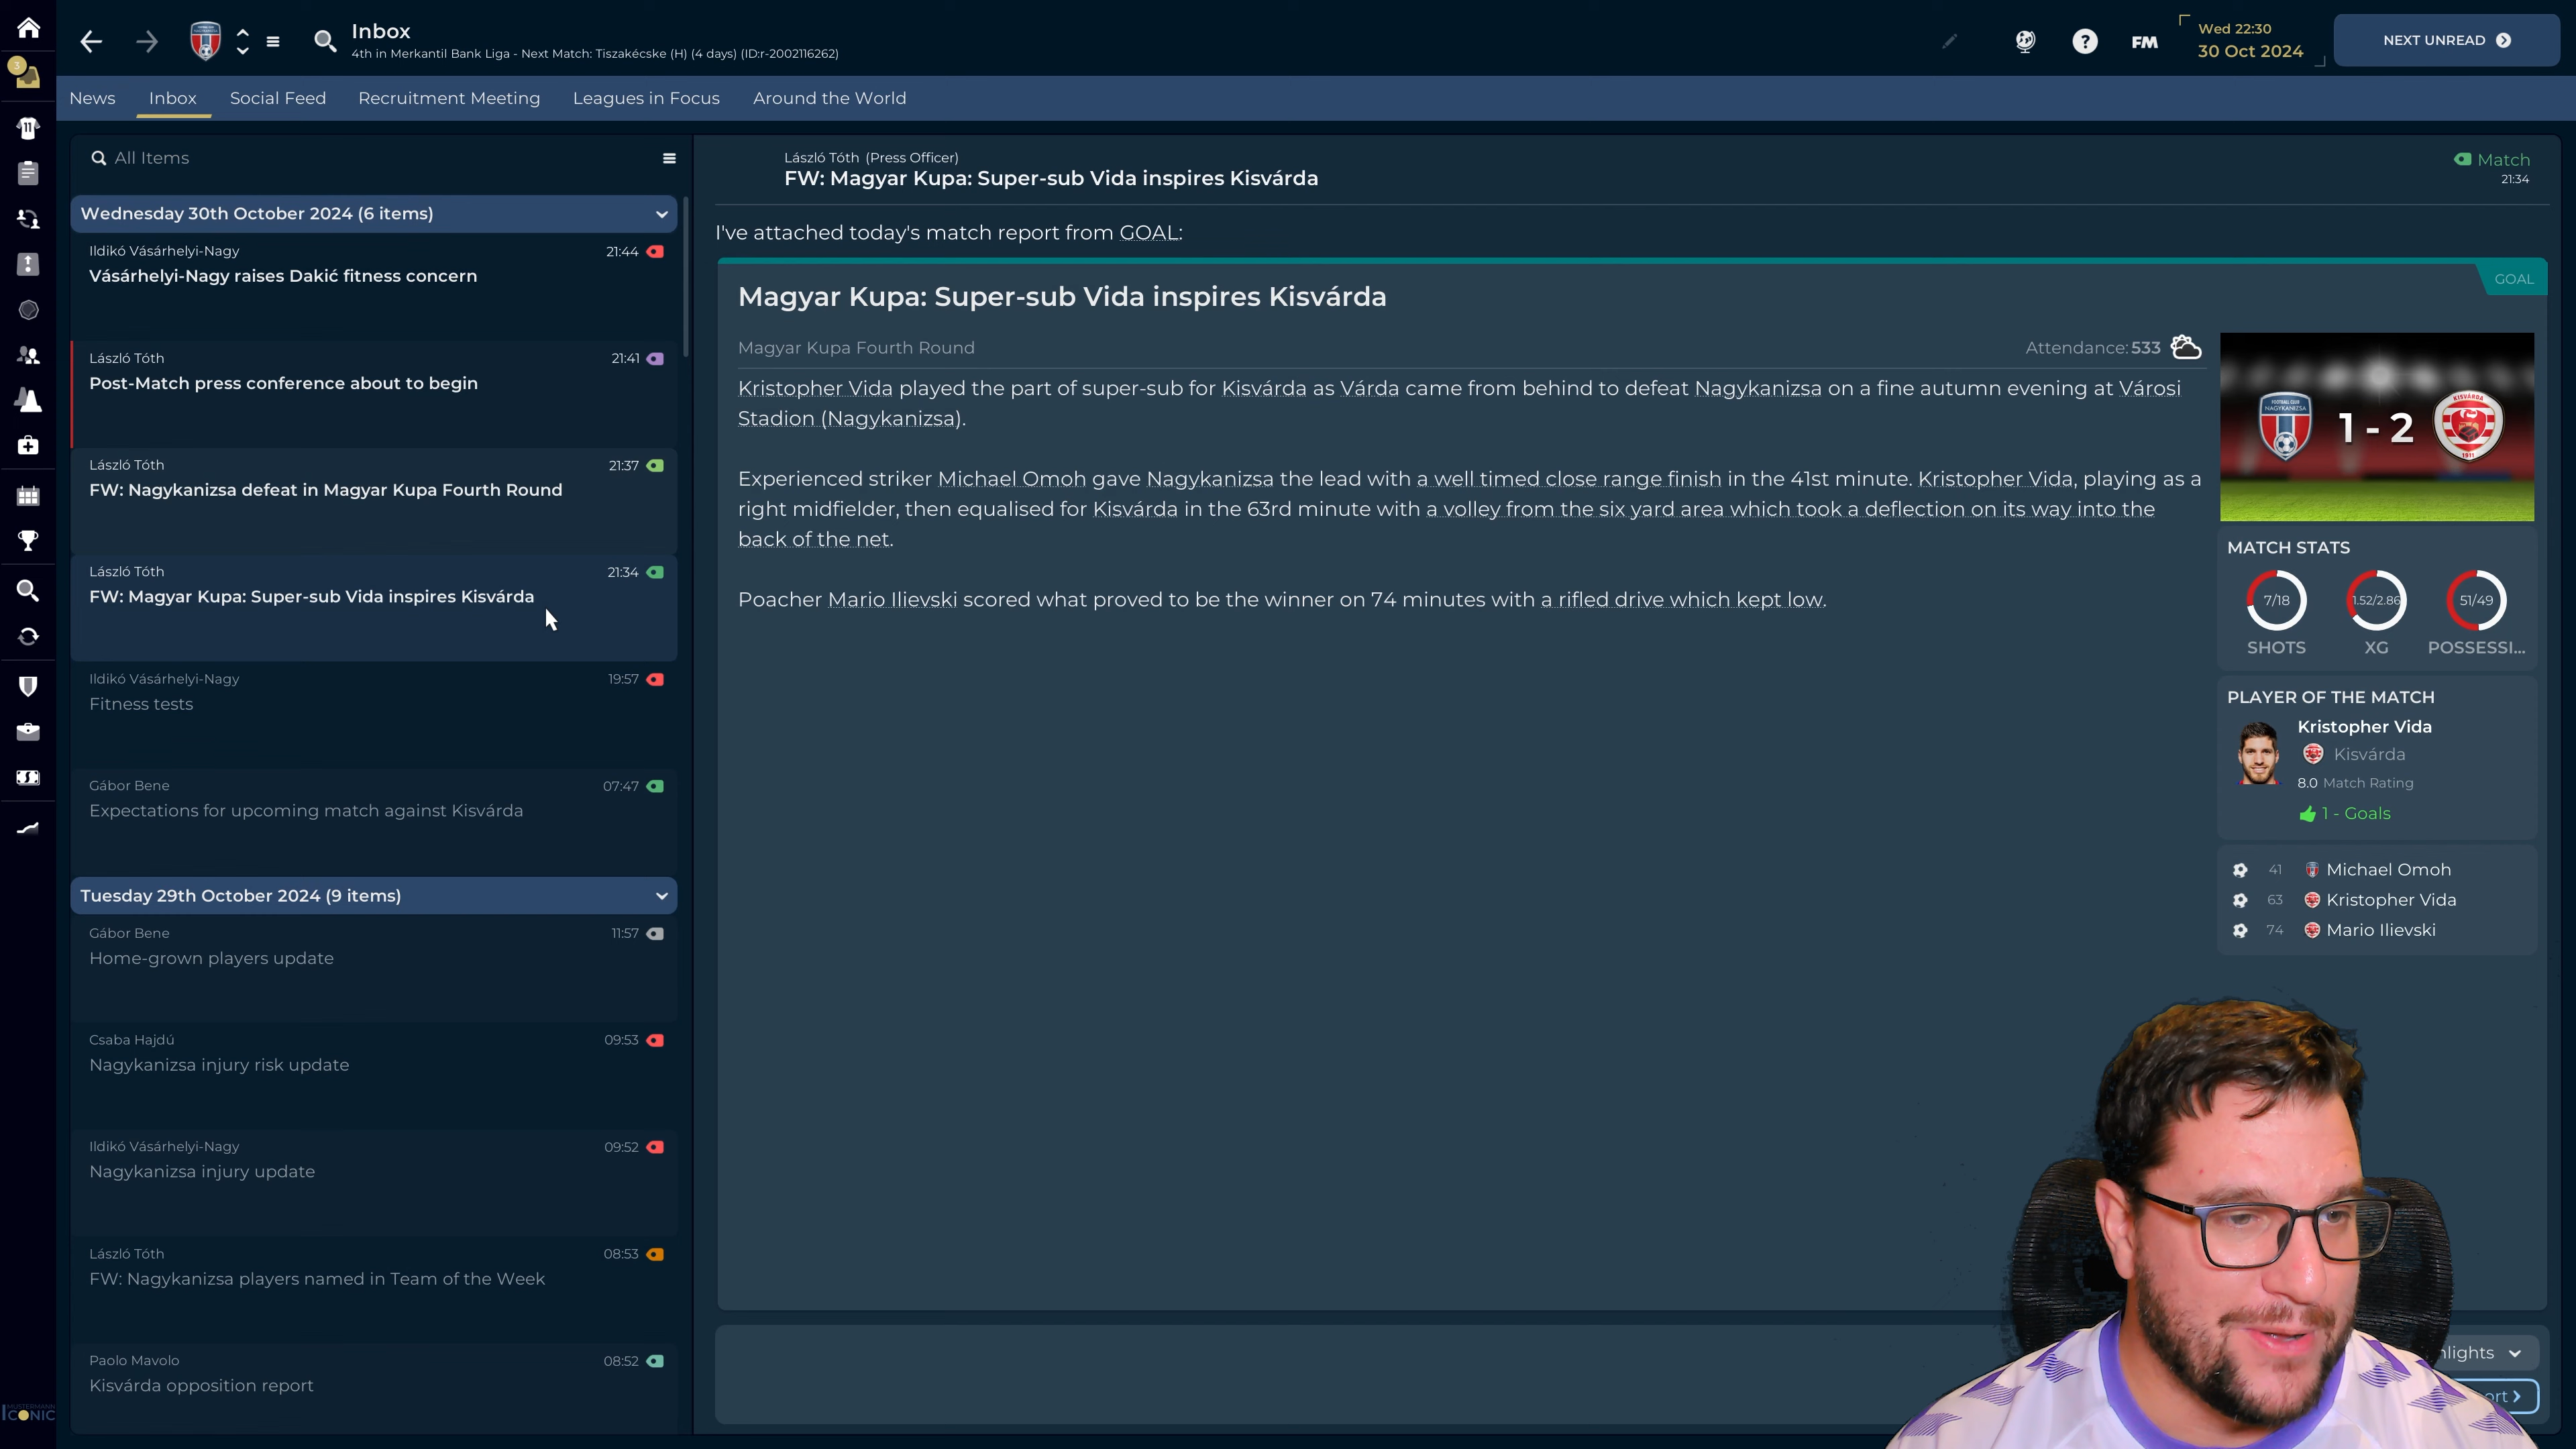 Inbox
4th in Merkantil Bank Liga - Next Match: Tiszakécske (H) (4 days) (ID:r-2002116262)
FM
Wed 22:30
30 Oct 2024
NEXT UNREAD
3
News
Inbox
Social Feed
Recruitment Meeting
Leagues in Focus
Around the World
All Items
Wednesday 30th October 2024 (6 items)
Ildikó Vásárhelyi-Nagy
21:44
Vásárhelyi-Nagy raises Dakić fitness concern
László Tóth
21:41
Post-Match press conference about to begin
László Tóth
21:37
FW: Nagykanizsa defeat in Magyar Kupa Fourth Round
László Tóth
21:34
FW: Magyar Kupa: Super-sub Vida inspires Kisvárda
Ildikó Vásárhelyi-Nagy
19:57
Fitness tests
Gábor Bene
07:47
Expectations for upcoming match against Kisvárda
Tuesday 29th October 2024 (9 items)
Gábor Bene
11:57
Home-grown players update
Csaba Hajdú
09:53
Nagykanizsa injury risk update
Ildikó Vásárhelyi-Nagy
09:52
Nagykanizsa injury update
László Tóth
08:53
FW: Nagykanizsa players named in Team of the Week
Paolo Mavolo
08:52
Kisvárda opposition report
László Tóth (Press Officer)
FW: Magyar Kupa: Super-sub Vida inspires Kisvárda
Match
21:34
I've attached today's match report from GOAL:
GOAL
Magyar Kupa: Super-sub Vida inspires Kisvárda
Magyar Kupa Fourth Round
Attendance: 533
Kristopher Vida played the part of super-sub for Kisvárda as Várda came from behind to defeat Nagykanizsa on a fine autumn evening at Városi
Stadion (Nagykanizsa).
Experienced striker Michael Omoh gave Nagykanizsa the lead with a well timed close range finish in the 41st minute. Kristopher Vida, playing as a
right midfielder, then equalised for Kisvárda in the 63rd minute with a volley from the six yard area which took a deflection on its way into the
back of the net.
Poacher Mario Ilievski scored what proved to be the winner on 74 minutes with a rifled drive which kept low.
1 - 2
MATCH STATS
7/18
1.52/2.86
51/49
SHOTS
XG
POSSESSI...
PLAYER OF THE MATCH
Kristopher Vida
Kisvárda
8.0 Match Rating
1 - Goals
41 Michael Omoh
63 Kristopher Vida
74 Mario Ilievski
hlights
ort
ICONIC